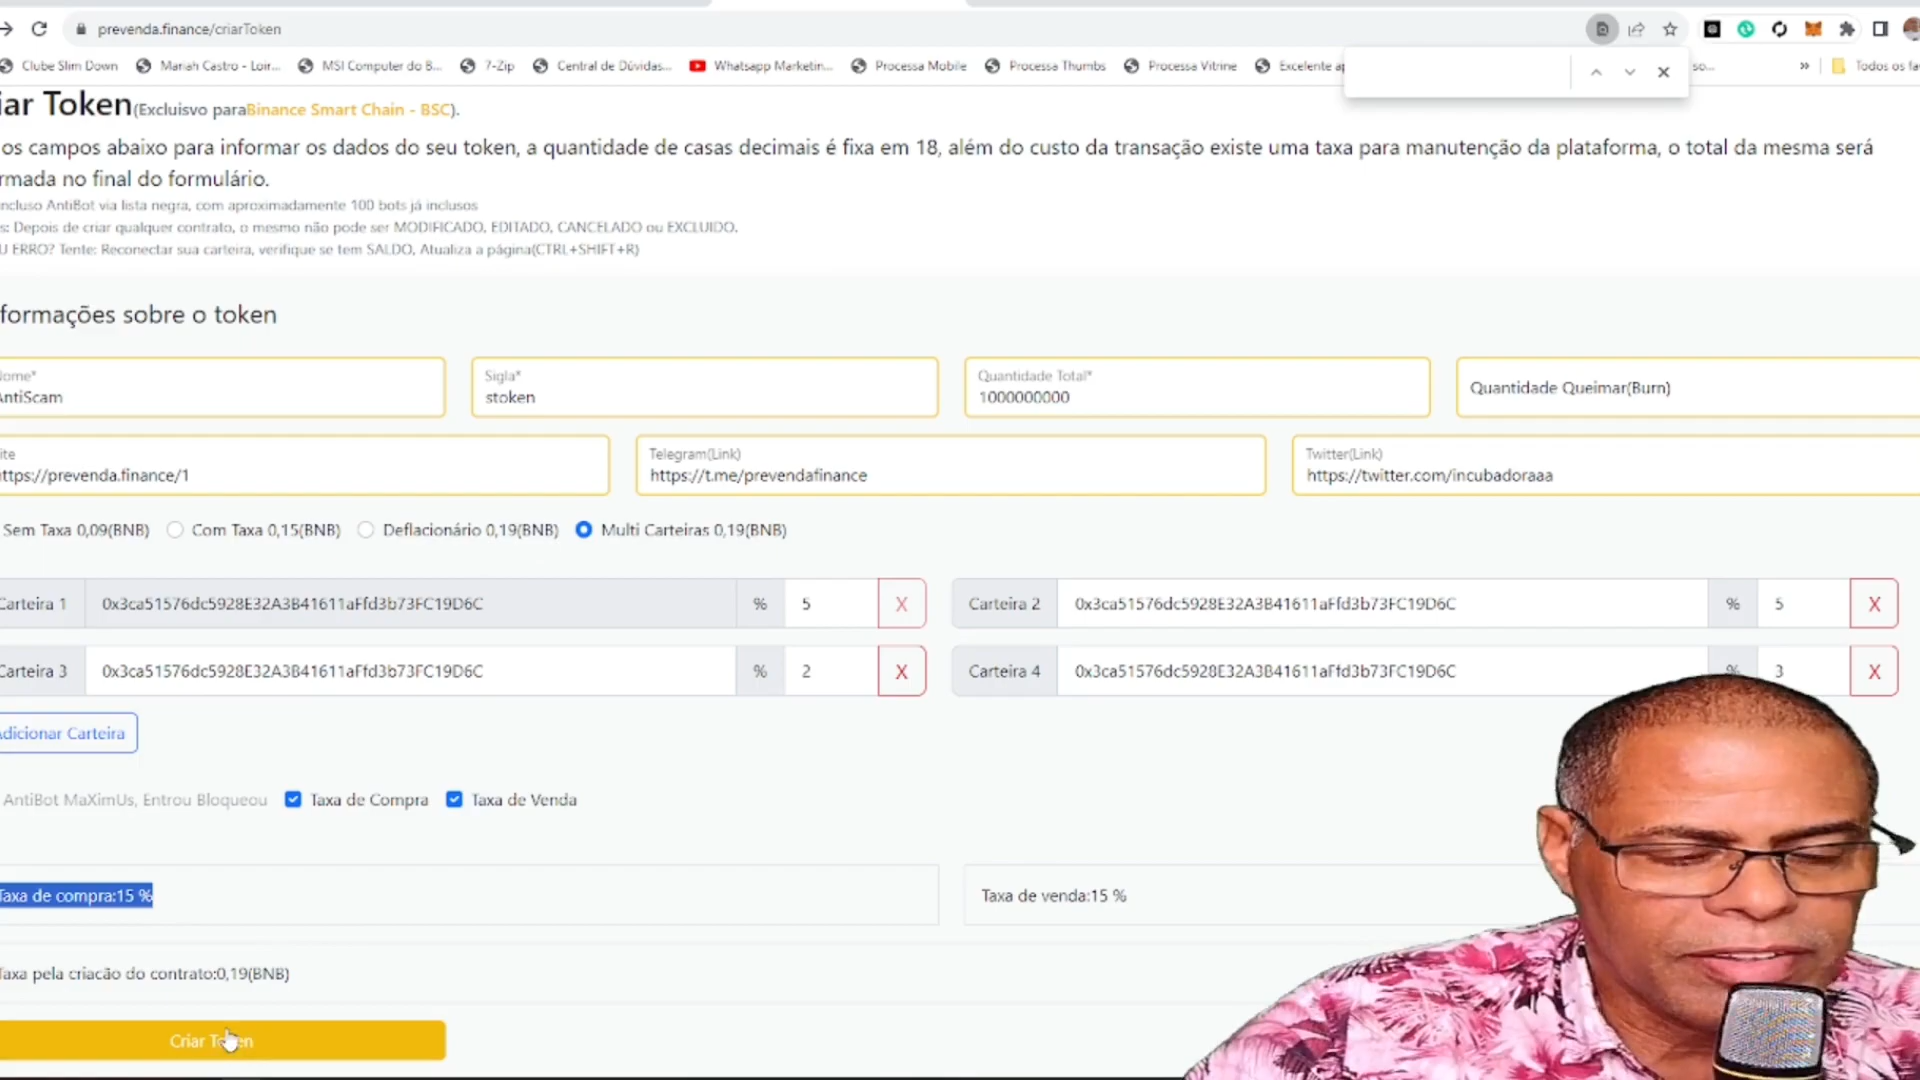 prevenda.finance/criarToken
Clube Slim Down Mariah Castro - Loir... MSI Computer do B... 7-Zip Central de Dúvidas... Whatsapp Marketin... Processa Mobile Processa Thumbs Processa Vitrine Excelente ap so... » Todos os fa
iar Token(Exclusivo paraBinance Smart Chain - BSC).
os campos abaixo para informar os dados do seu token, a quantidade de casas decimais é fixa em 18, além do custo da transação existe uma taxa para manutenção da plataforma, o total da mesma será
rmada no final do formulário.
ncluso AntiBot via lista negra, com aproximadamente 100 bots já inclusos
s: Depois de criar qualquer contrato, o mesmo não pode ser MODIFICADO, EDITADO, CANCELADO ou EXCLUIDO.
U ERRO? Tente: Reconectar sua carteira, verifique se tem SALDO, Atualiza a página(CTRL+SHIFT+R)
formações sobre o token
Nome* Sigla* Quantidade Total* Quantidade Queimar(Burn)
AntiScam stoken 1000000000
ite Telegram(Link) Twitter(Link)
ttps://prevenda.finance/1 https://t.me/prevendafinance https://twitter.com/incubadoraaa
Sem Taxa 0,09(BNB) Com Taxa 0,15(BNB) Deflacionário 0,19(BNB) Multi Carteiras 0,19(BNB)
Carteira 1 0x3ca51576dc5928E32A3B41611aFfd3b73FC19D6C % 5 X Carteira 2 0x3ca51576dc5928E32A3B41611aFfd3b73FC19D6C % 5 X
Carteira 3 0x3ca51576dc5928E32A3B41611aFfd3b73FC19D6C % 2 X Carteira 4 0x3ca51576dc5928E32A3B41611aFfd3b73FC19D6C % 3 X
Adicionar Carteira
AntiBot MaXimUs, Entrou Bloqueou Taxa de Compra Taxa de Venda
Taxa de compra:15 % Taxa de venda:15 %
Taxa pela criacão do contrato:0,19(BNB)
Criar Token